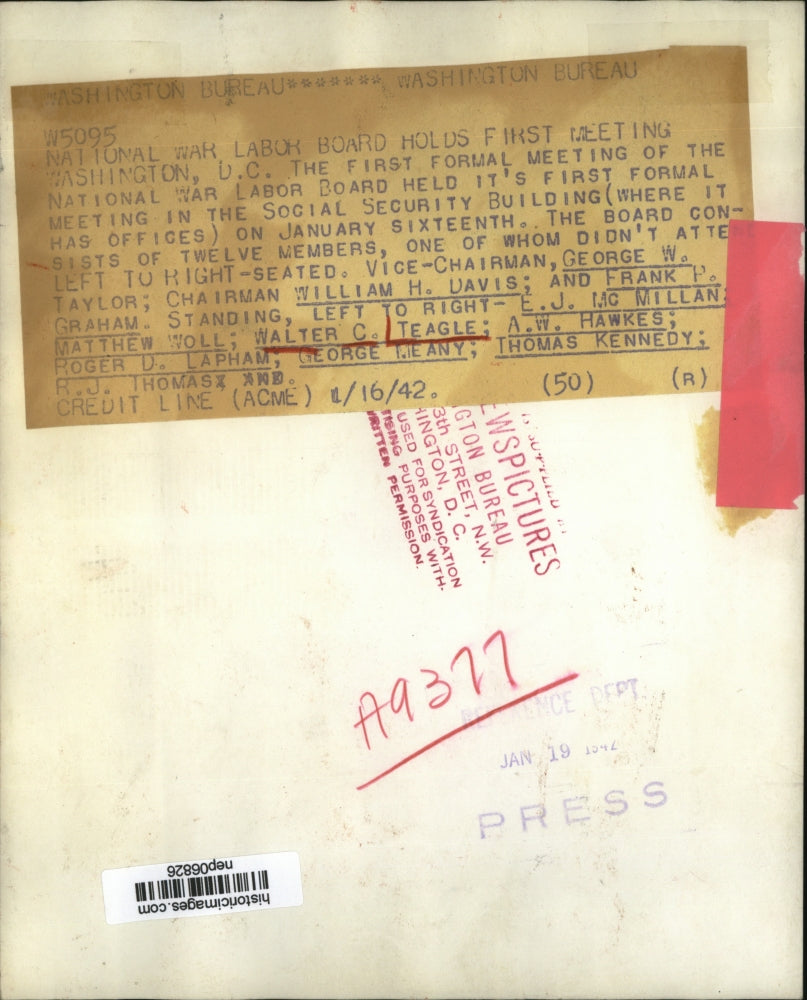 WASHINGTON BUREAU******* WASHINGTON BUREAU
W5095
NATIONAL WAR LABOR BOARD HOLDS FIRST MEETING
WASHINGTON, D.C. THE FIRST FORMAL MEETING OF THE
NATIONAL WAR LABOR BOARD HELD IT'S FIRST FORMAL
MEETING IN THE SOCIAL SECURITY BUILDING(WHERE IT
HAS OFFICES) ON JANUARY SIXTEENTH. THE BOARD CON-
SISTS OF TWELVE MEMBERS, ONE OF WHOM DIDN'T ATTE
LEFT TO RIGHT-SEATED. VICE-CHAIRMAN, GEORGE W.
TAYLOR; CHAIRMAN WILLIAM H. DAVIS; AND FRANK P.
GRAHAM. STANDING, LEFT TO RIGHT- E.J. MC MILLAN;
MATTHEW WOLL; WALTER C. TEAGLE; A.W. HAWKES;
ROGER D. LAPHAM; GEORGE MEANY; THOMAS KENNEDY;
R.J. THOMAS
CREDIT LINE (ACME) 1/16/42. (50) (R)
EWSPICTURES
GTON BUREAU
3th STREET, N.W.
HINGTON, D. C.
USED FOR SYNDICATION
TISING PURPOSES WITH-
WRITTEN PERMISSION.
A9377
DEPT.
JAN 19 1942
PRESS
historicimages.com
nep06826